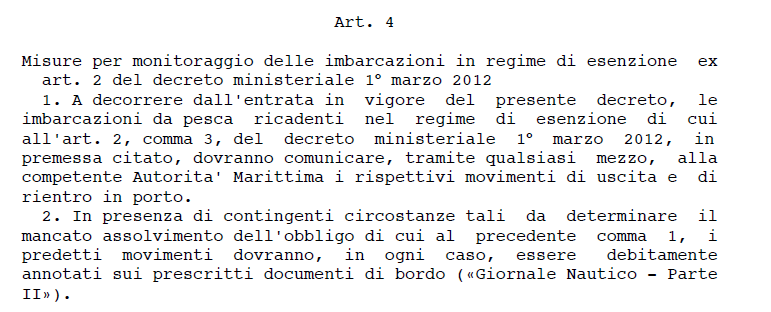 Art. 4
Misure per monitoraggio delle imbarcazioni in regime di esenzione ex
art. 2 del decreto ministeriale 1° marzo 2012
1. A decorrere dall'entrata in vigore del presente decreto, le
imbarcazioni da pesca ricadenti nel regime di esenzione di cui
all'art. 2, comma 3, del decreto ministeriale 1° marzo 2012, in
premessa citato, dovranno comunicare, tramite qualsiasi mezzo, alla
competente Autorita' Marittima i rispettivi movimenti di uscita e di
rientro in porto.
2. In presenza di contingenti circostanze tali da determinare il
mancato assolvimento dell'obbligo di cui al precedente comma 1, i
predetti movimenti dovranno, in ogni caso, essere debitamente
annotati sui prescritti documenti di bordo («Giornale Nautico - Parte
II»).